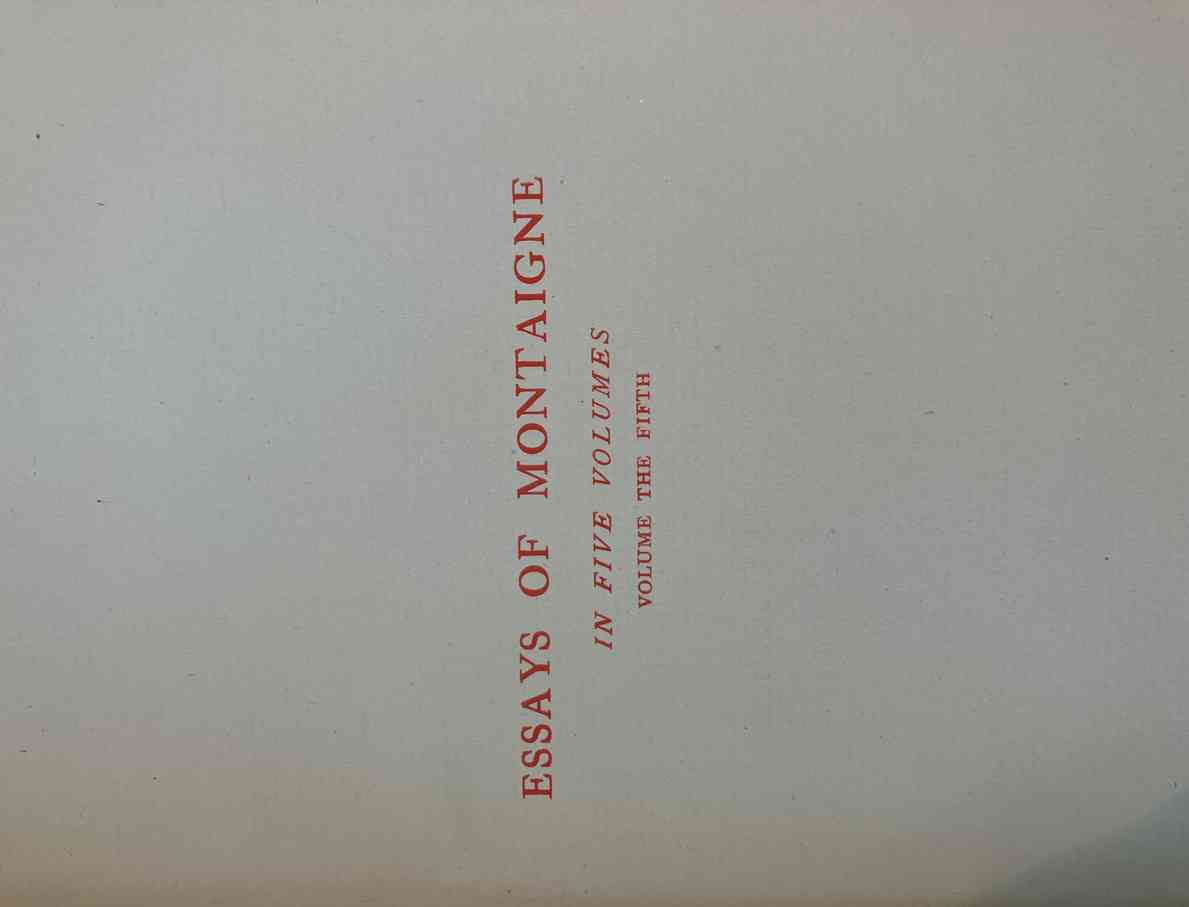 ESSAYS OF MONTAIGNE
IN FIVE VOLUMES
VOLUME THE FIFTH